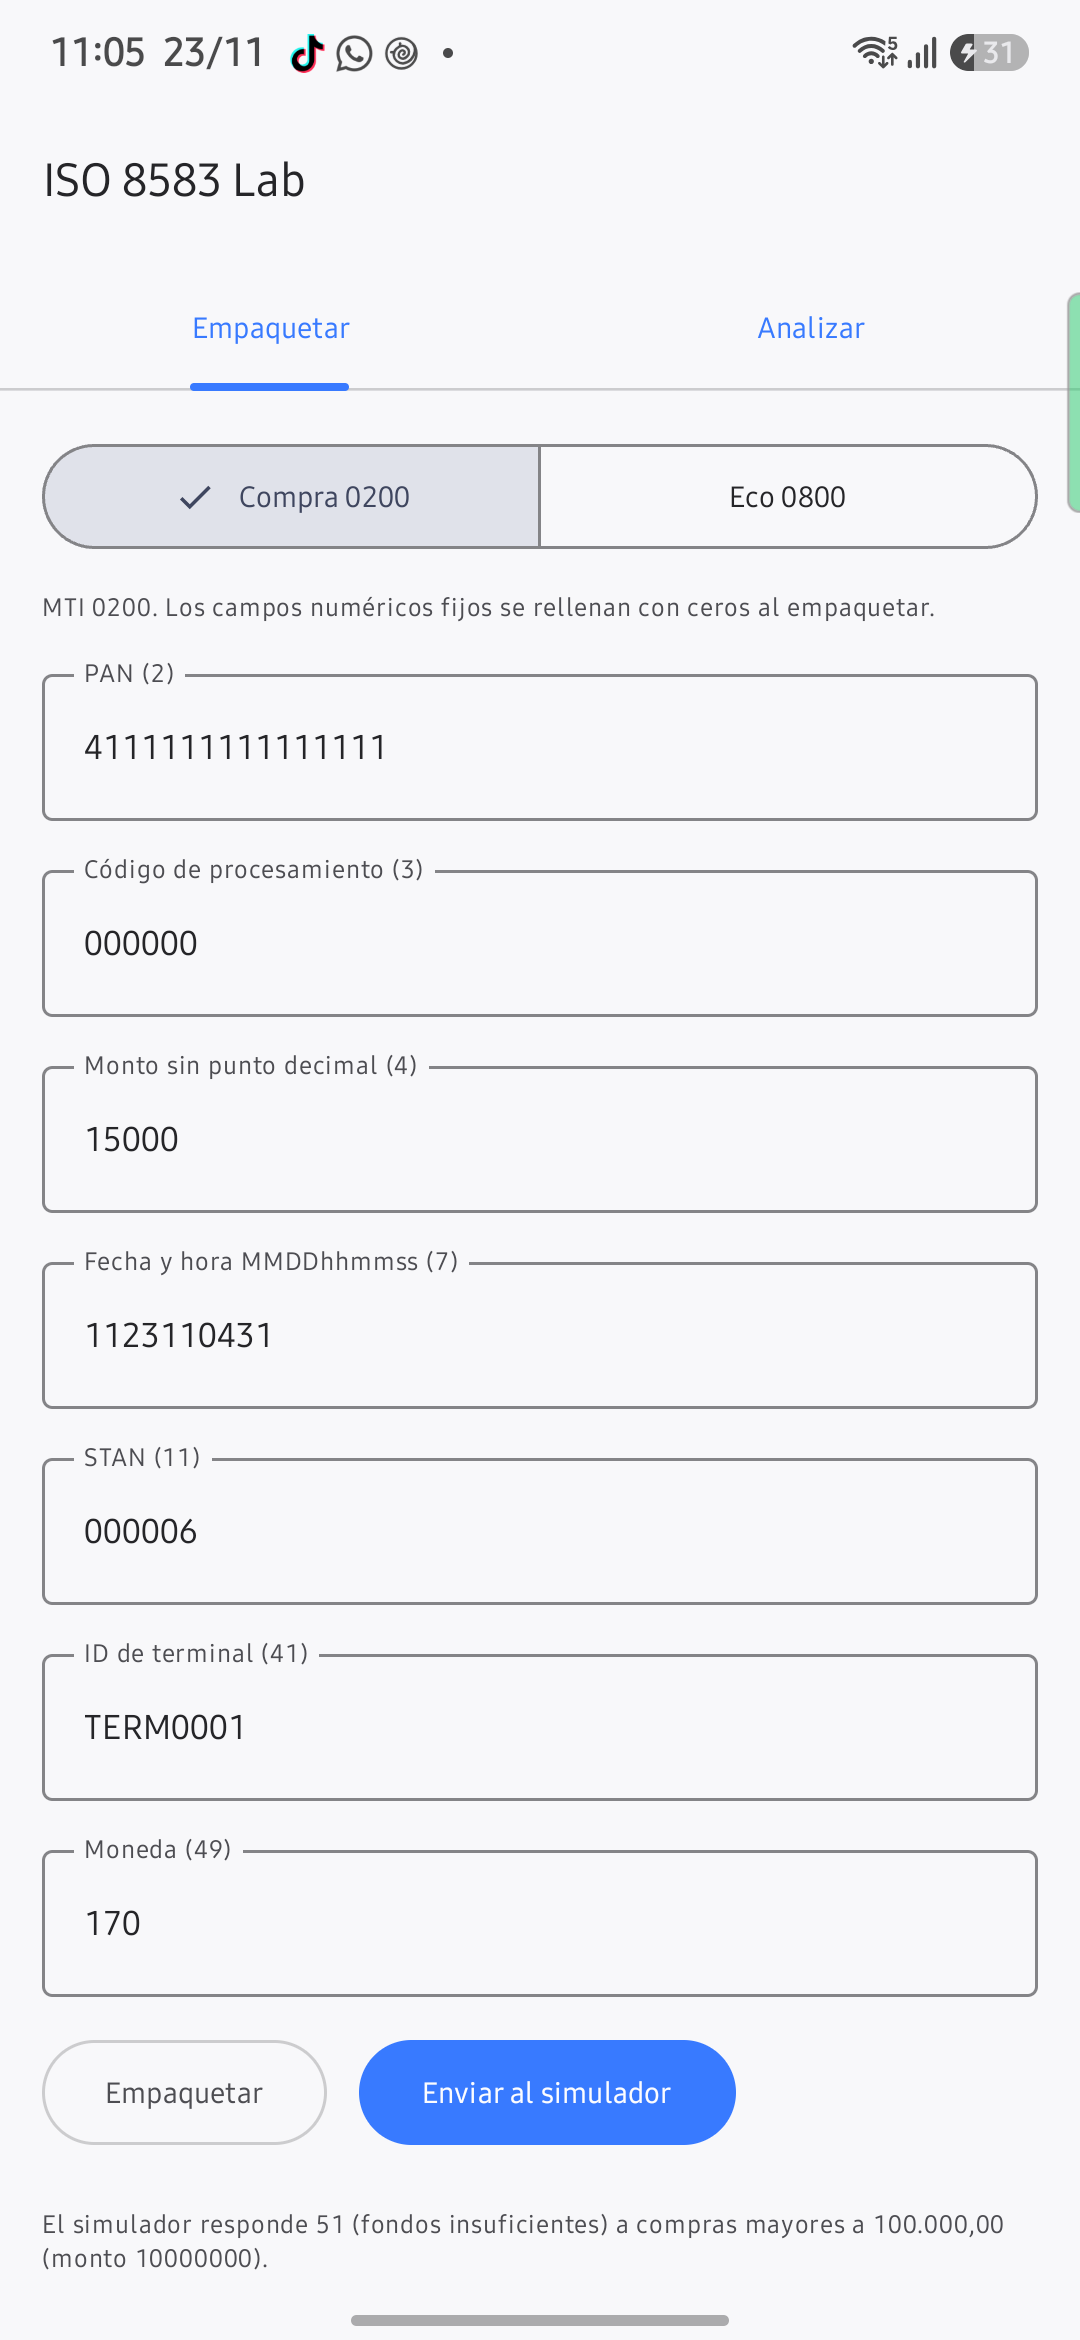 11:05 23/11
5
31
ISO 8583 Lab
Empaquetar
Analizar
Compra 0200
Eco 0800
MTI 0200. Los campos numéricos fijos se rellenan con ceros al empaquetar.
PAN (2)
4111111111111111
Código de procesamiento (3)
000000
Monto sin punto decimal (4)
15000
Fecha y hora MMDDhhmmss (7)
1123110431
STAN (11)
000006
ID de terminal (41)
TERM0001
Moneda (49)
170
Empaquetar
Enviar al simulador
El simulador responde 51 (fondos insuficientes) a compras mayores a 100.000,00
(monto 10000000).